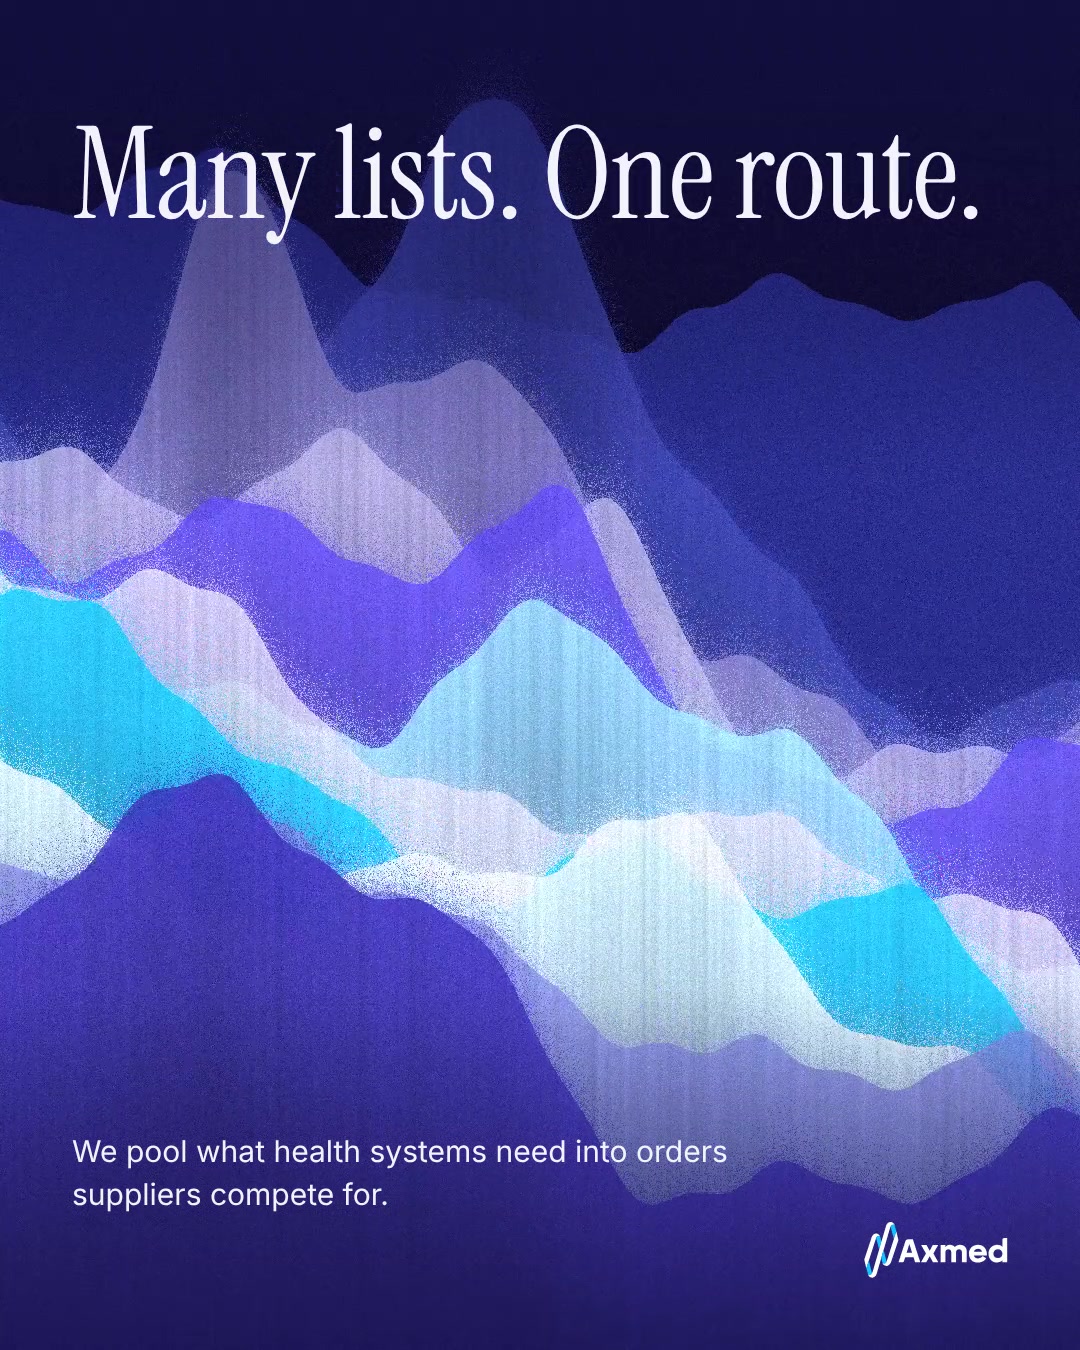 Many lists. One route.
We pool what health systems need into orders
suppliers compete for.
Axmed